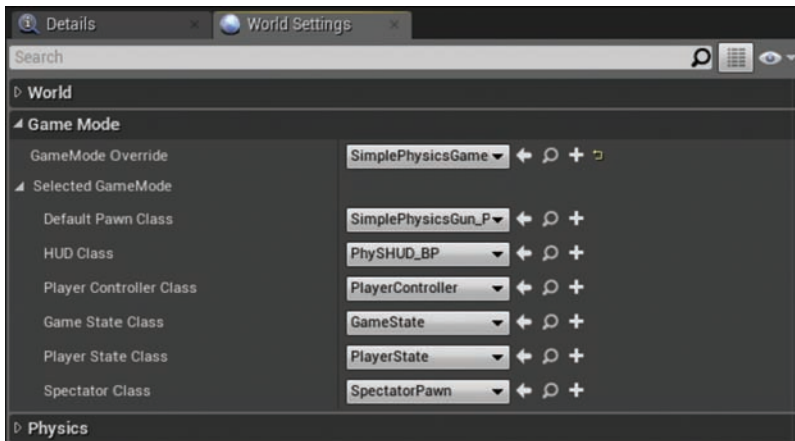 Details
World Settings
Search
World
Game Mode
GameMode Override SimplePhysicsGame
Selected GameMode
Default Pawn Class SimplePhysicsGun_P
HUD Class PhySHUD_BP
Player Controller Class PlayerController
Game State Class GameState
Player State Class PlayerState
Spectator Class SpectatorPawn
Physics